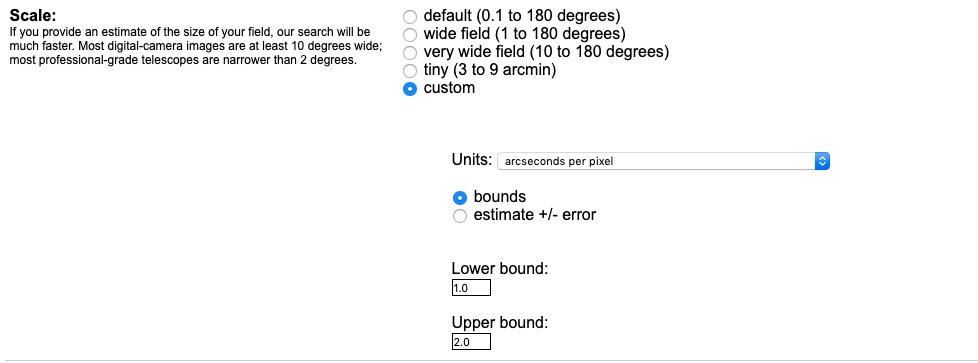 Scale:
If you provide an estimate of the size of your field, our search will be
much faster. Most digital-camera images are at least 10 degrees wide;
most professional-grade telescopes are narrower than 2 degrees.
default (0.1 to 180 degrees)
wide field (1 to 180 degrees)
very wide field (10 to 180 degrees)
tiny (3 to 9 arcmin)
custom
Units: arcseconds per pixel
bounds
estimate +/- error
Lower bound:
1.0
Upper bound:
2.0